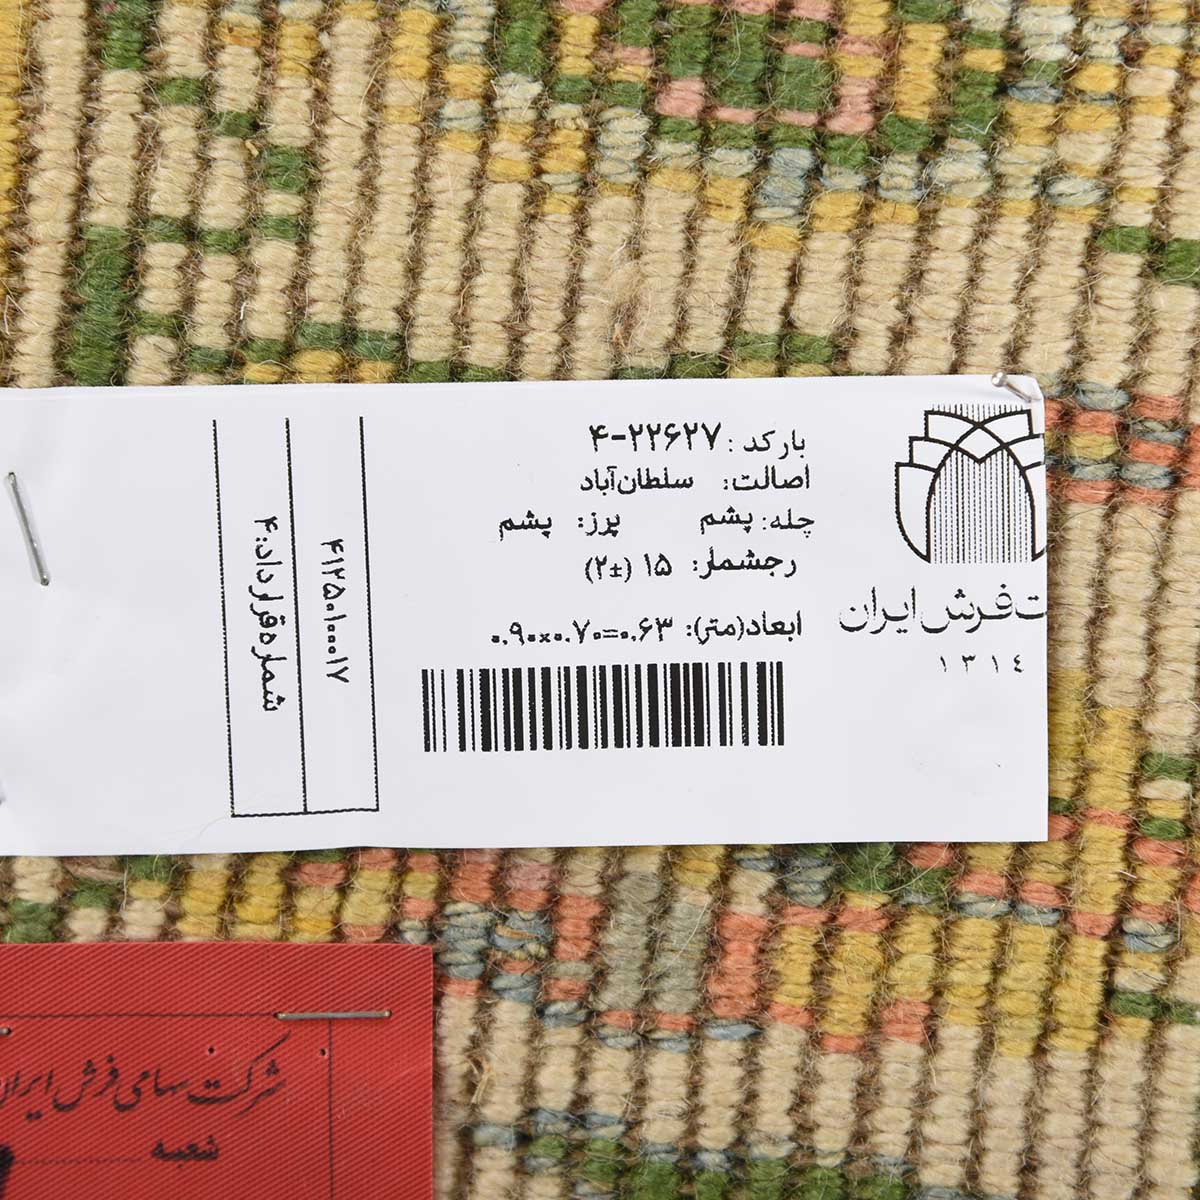 بارکد: ۴-۲۲۶۲۷
اصالت: سلطان‌آباد
چله: پشم پرز: پشم
رجشمار: ۱۵ (±۲)
ابعاد(متر): ۰.۹۰×۰.۷۰=۰.۶۳
ت فرش ایران
۱۳۱٤
۴۱۲۵۰۱۰۰۰۱۷
شماره قرارداد: ۴
شرکت سهامی فرش ایران
شعبه